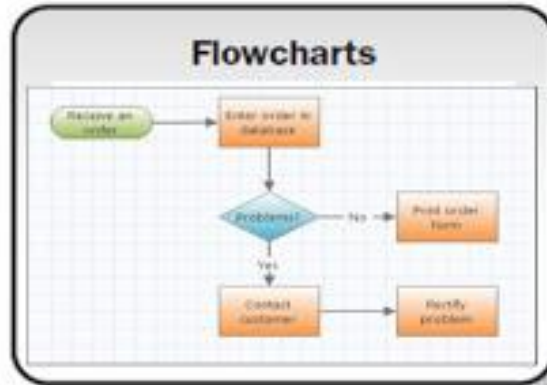 Flowcharts
Receive an
order
Enter order in
database
Problems?
No
Print order
form
Yes
Contact
customer
Rectify
problem